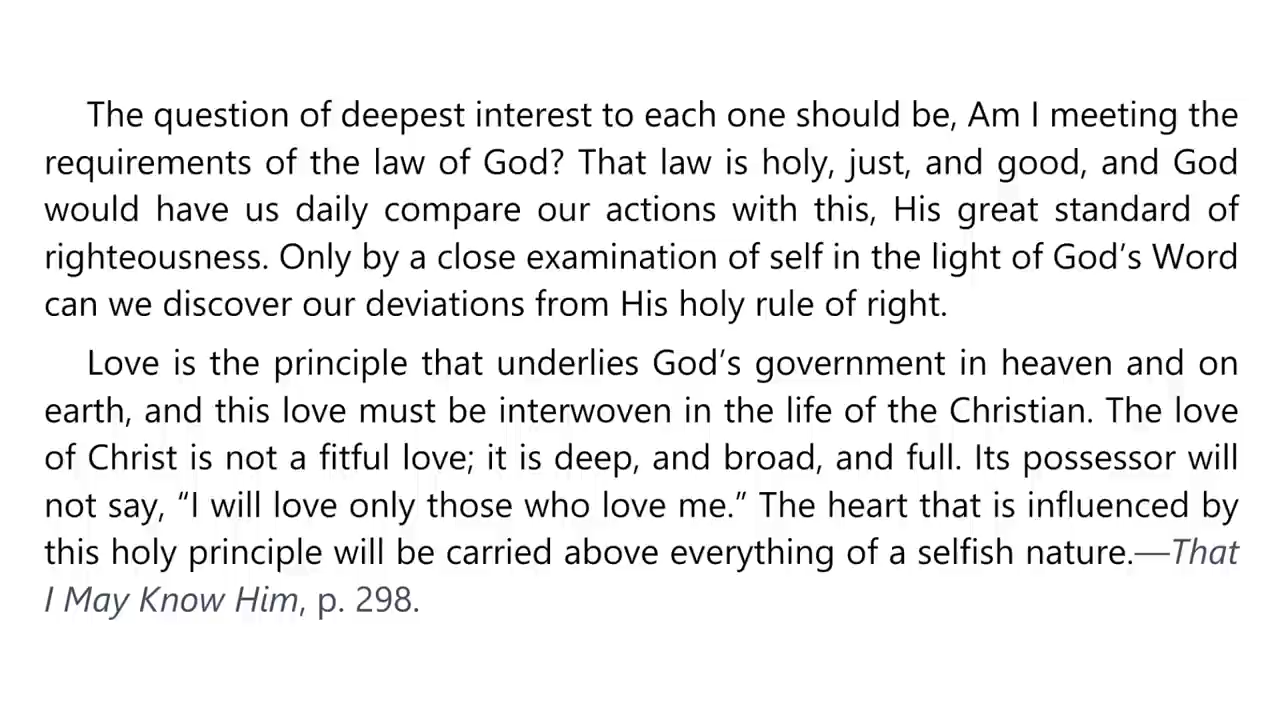 The question of deepest interest to each one should be, Am I meeting the
requirements of the law of God? That law is holy, just, and good, and God
would have us daily compare our actions with this, His great standard of
righteousness. Only by a close examination of self in the light of God’s Word
can we discover our deviations from His holy rule of right.
Love is the principle that underlies God’s government in heaven and on
earth, and this love must be interwoven in the life of the Christian. The love
of Christ is not a fitful love; it is deep, and broad, and full. Its possessor will
not say, “I will love only those who love me.” The heart that is influenced by
this holy principle will be carried above everything of a selfish nature.—That
I May Know Him, p. 298.